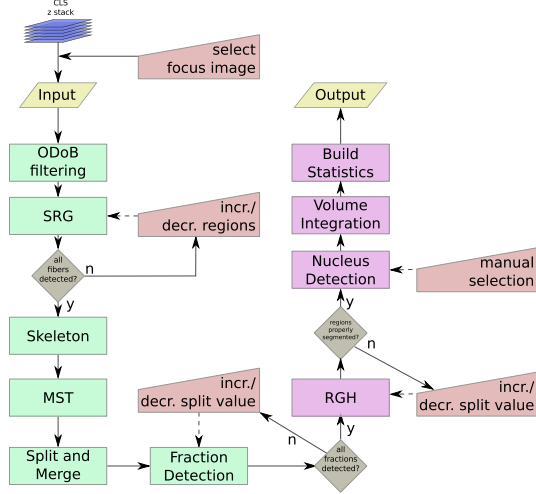 CLS
z stack
select
focus image
Input
ODoB
filtering
SRG
incr./
decr. regions
all
fibers
detected?
n
y
Skeleton
MST
Split and
Merge
Fraction
Detection
incr./
decr. split value
n
all
fractions
detected?
y
RGH
incr./
decr. split value
n
regions
properly
segmented?
y
Nucleus
Detection
manual
selection
Volume
Integration
Build
Statistics
Output